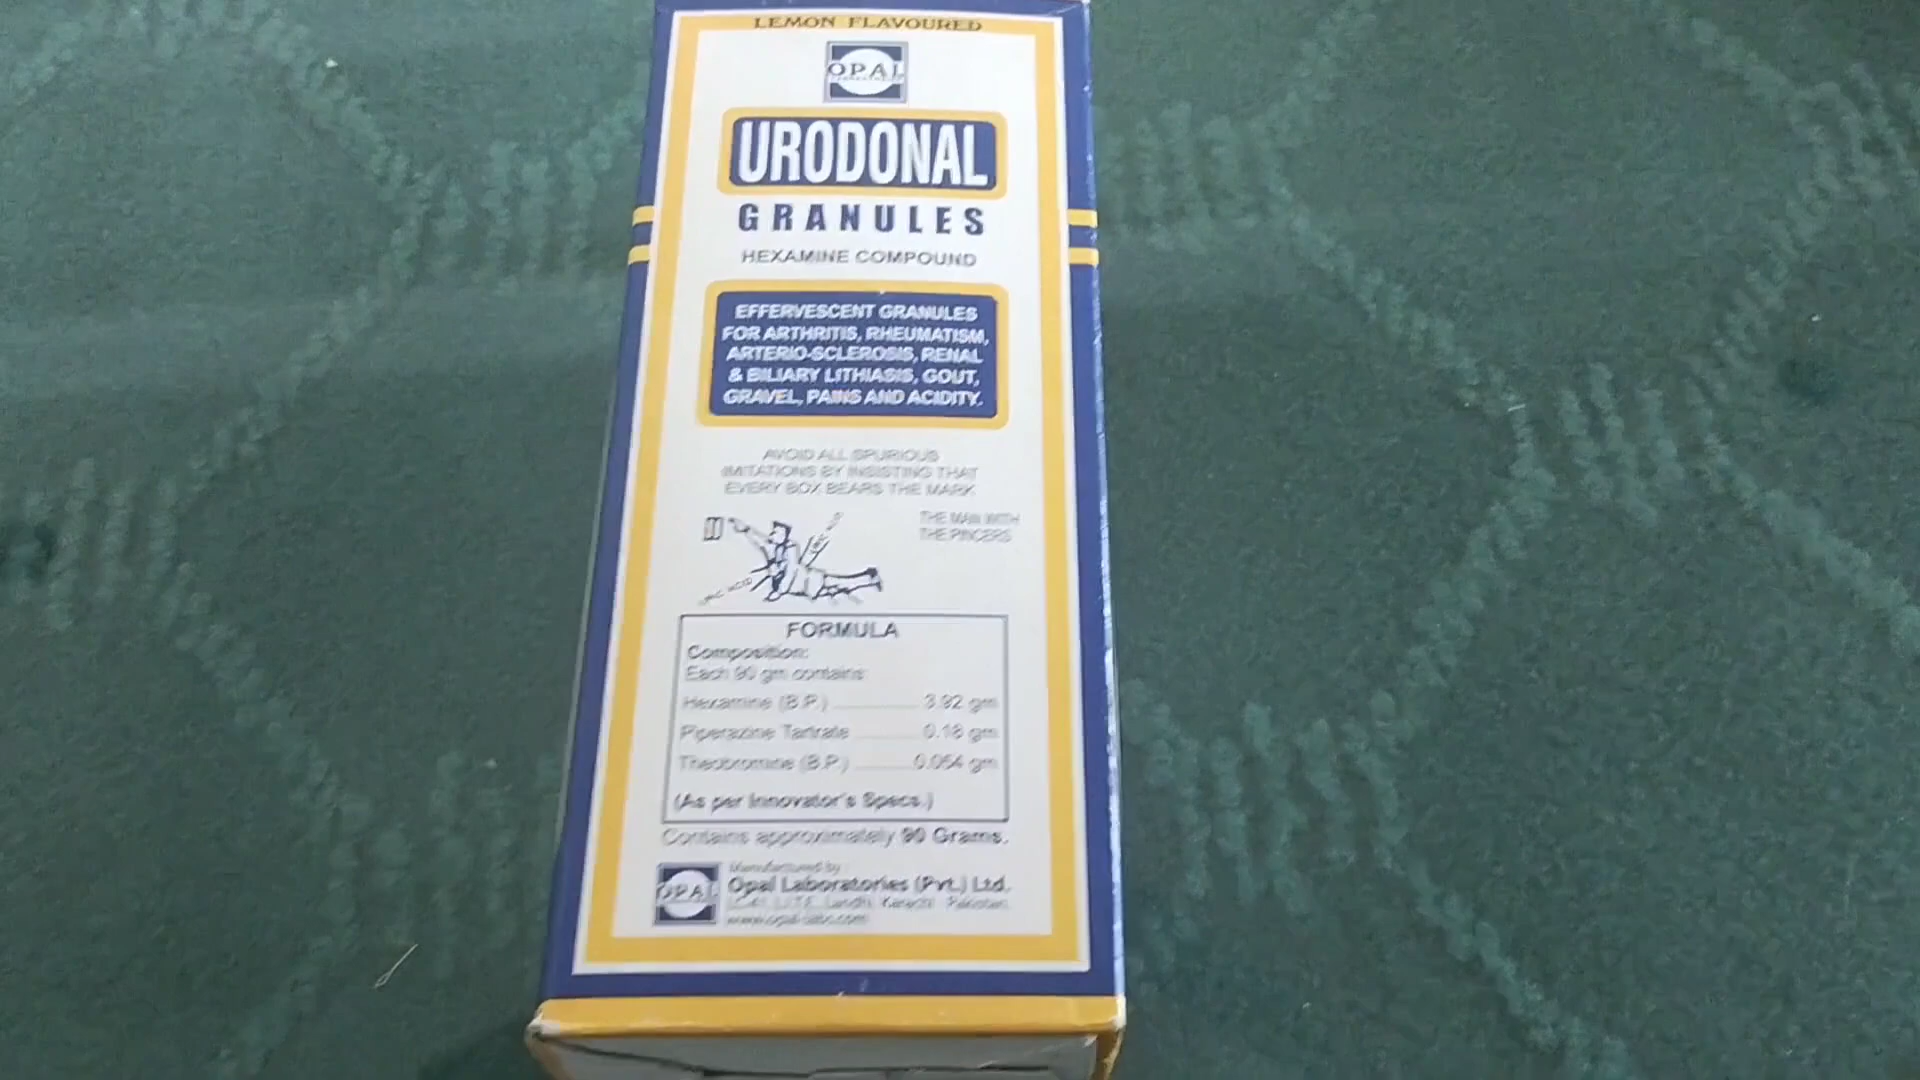 LEMON FLAVOURED
OPAL
URODONAL
GRANULES
HEXAMINE COMPOUND
EFFERVESCENT GRANULES
FOR ARTHRITIS, RHEUMATISM,
ARTERIO-SCLEROSIS, RENAL
& BILIARY LITHIASIS, GOUT,
GRAVEL, PAINS AND ACIDITY.
AVOID ALL SPURIOUS
IMITATIONS BY INSISTING THAT
EVERY BOX BEARS THE MARK
THE MAN WITH
THE PINCERS
FORMULA
Composition:
Each 90 gm contains
Hexamine (B.P.) 3.92 gm
Piperazine Tartrate 0.18 gm
Theobromine (B.P.) 0.054 gm
(As per Innovator's Specs.)
Contains approximately 90 Grams.
Manufactured by:
OPAL Opal Laboratories (Pvt.) Ltd.
Landhi Karachi Pakistan.